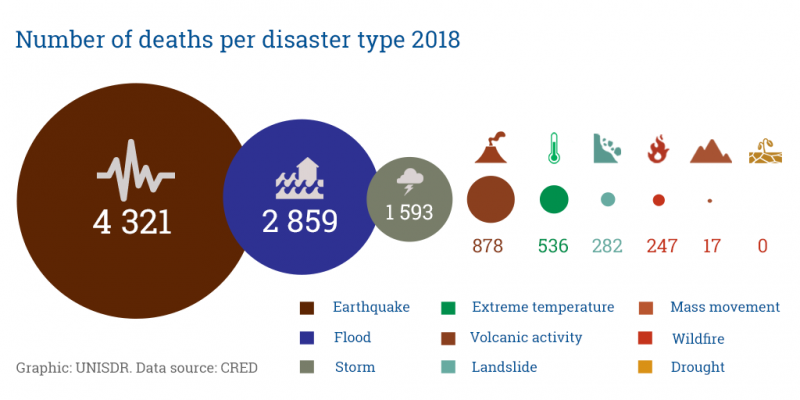 Number of deaths per disaster type 2018
4 321
2 859
1 593
878
536
282
247
17
0
Earthquake
Extreme temperature
Mass movement
Flood
Volcanic activity
Wildfire
Storm
Landslide
Drought
Graphic: UNISDR. Data source: CRED